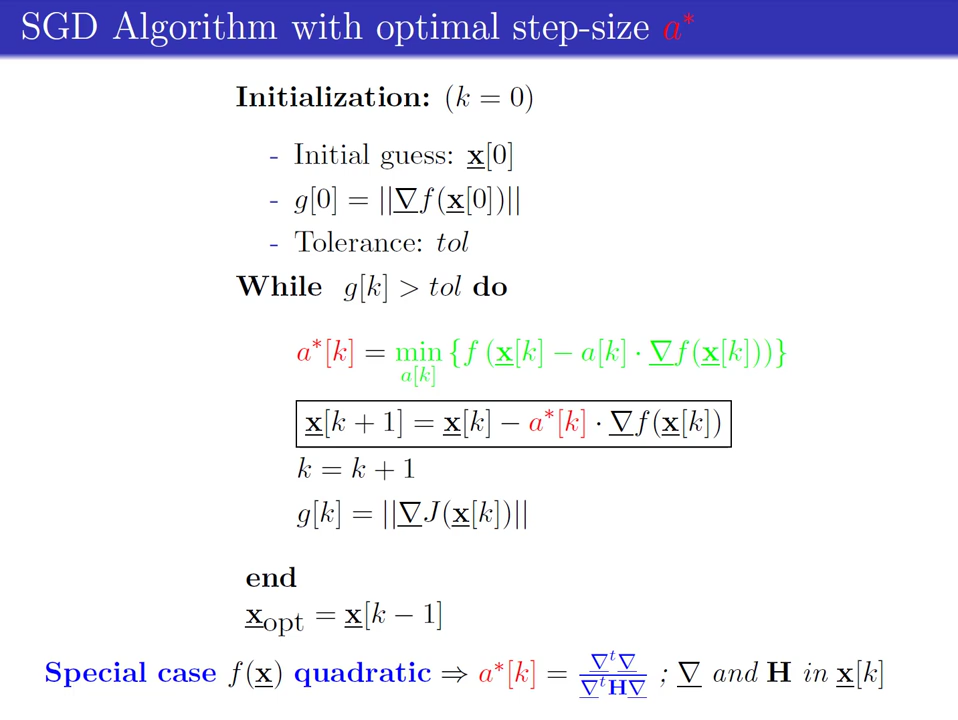 SGD Algorithm with optimal step-size a*
Initialization: (k = 0)
- Initial guess: x̲[0]
- g[0] = ||∇̲f(x̲[0])||
- Tolerance: tol
While g[k] > tol do
a*[k] = min_{a[k]} {f (x̲[k] − a[k] · ∇̲f(x̲[k]))}
x̲[k + 1] = x̲[k] − a*[k] · ∇̲f(x̲[k])
k = k + 1
g[k] = ||∇̲J(x̲[k])||
end
x̲_opt = x̲[k − 1]
Special case f(x̲) quadratic ⇒ a*[k] = ∇̲ᵗ∇̲ / ∇̲ᵗH∇̲ ; ∇̲ and H in x̲[k]